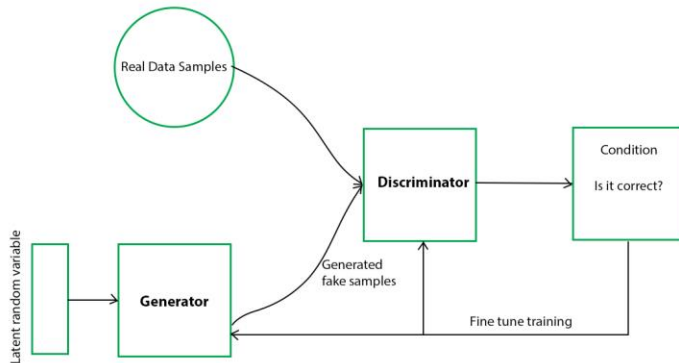 Real Data Samples
Condition
Is it correct?
Discriminator
Latent random variable
Generator
Generated
fake samples
Fine tune training